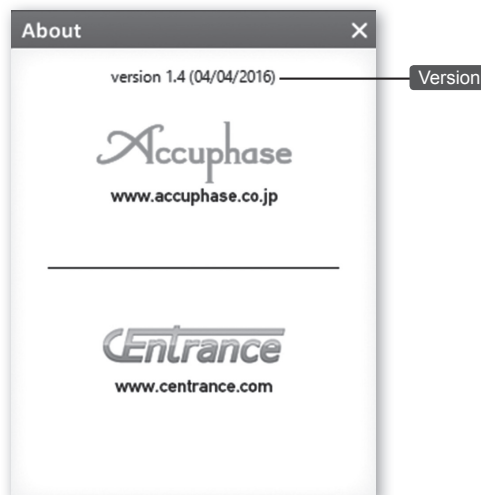 About
version 1.4 (04/04/2016)
Version
Accuphase
www.accuphase.co.jp
CEntrance
www.centrance.com